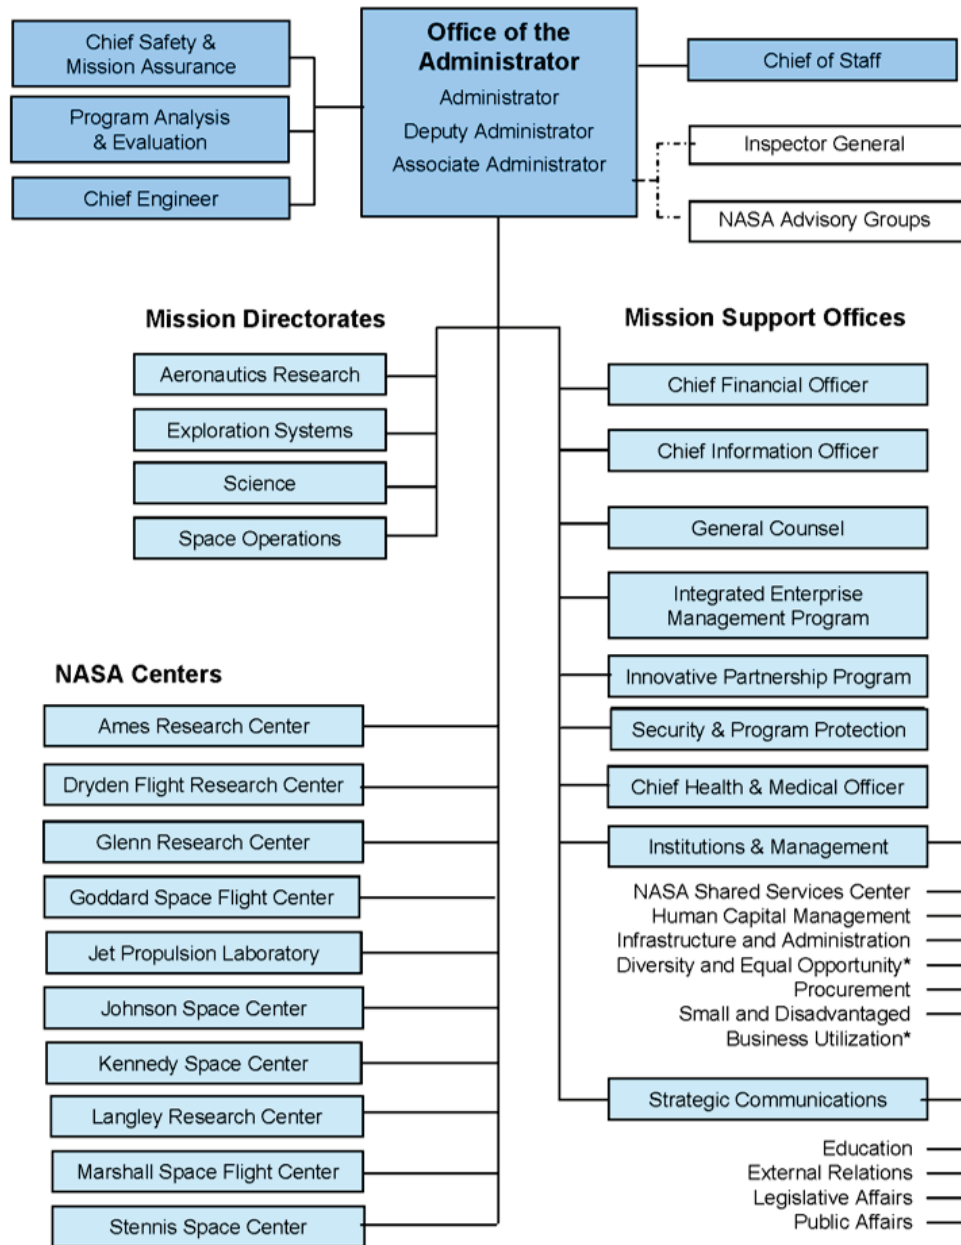 Office of the
Administrator
Administrator
Deputy Administrator
Associate Administrator
Chief Safety &
Mission Assurance
Program Analysis
& Evaluation
Chief Engineer
Chief of Staff
Inspector General
NASA Advisory Groups
Mission Directorates
Aeronautics Research
Exploration Systems
Science
Space Operations
Mission Support Offices
Chief Financial Officer
Chief Information Officer
General Counsel
Integrated Enterprise
Management Program
Innovative Partnership Program
Security & Program Protection
Chief Health & Medical Officer
Institutions & Management
NASA Shared Services Center
Human Capital Management
Infrastructure and Administration
Diversity and Equal Opportunity*
Procurement
Small and Disadvantaged
Business Utilization*
Strategic Communications
Education
External Relations
Legislative Affairs
Public Affairs
NASA Centers
Ames Research Center
Dryden Flight Research Center
Glenn Research Center
Goddard Space Flight Center
Jet Propulsion Laboratory
Johnson Space Center
Kennedy Space Center
Langley Research Center
Marshall Space Flight Center
Stennis Space Center